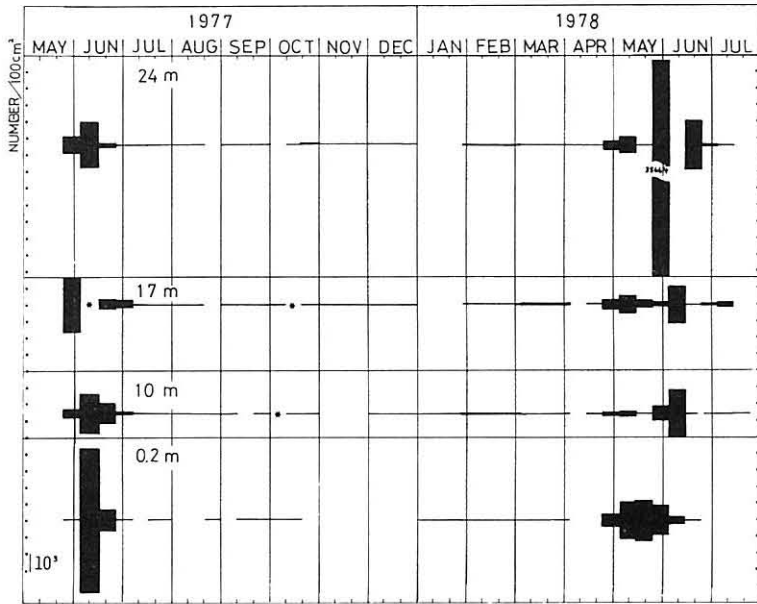 1977 1978
MAY JUN JUL AUG SEP OCT NOV DEC JAN FEB MAR APR MAY JUN JUL
NUMBER/100cm²
24 m
17 m
10 m
0.2 m
10³